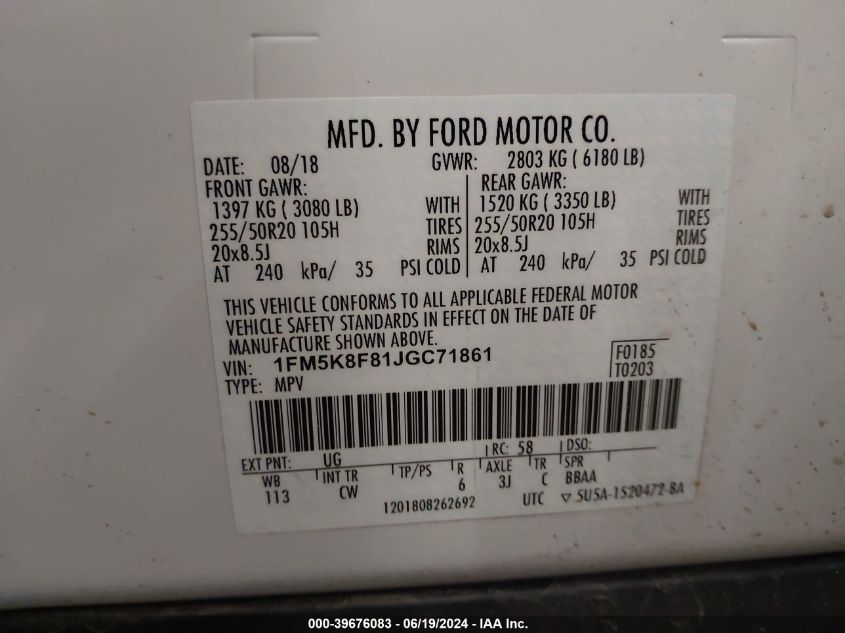 MFD. BY FORD MOTOR CO.
DATE: 08/18 GVWR: 2803 KG ( 6180 LB)
FRONT GAWR: REAR GAWR:
1397 KG ( 3080 LB) WITH 1520 KG ( 3350 LB) WITH
255/50R20 105H TIRES 255/50R20 105H TIRES
20x8.5J RIMS 20x8.5J RIMS
AT 240 kPa/ 35 PSI COLD AT 240 kPa/ 35 PSI COLD
THIS VEHICLE CONFORMS TO ALL APPLICABLE FEDERAL MOTOR
VEHICLE SAFETY STANDARDS IN EFFECT ON THE DATE OF
MANUFACTURE SHOWN ABOVE.
VIN: 1FM5K8F81JGC71861 F0185
TYPE: MPV T0203
EXT PNT: UG RC: 58 DSO:
WB INT TR TP/PS R AXLE TR SPR
113 CW 6 3J C BBAA
1201808262692 UTC ▽ 5U5A-1520472-BA
000-39676083 - 06/19/2024 - IAA Inc.